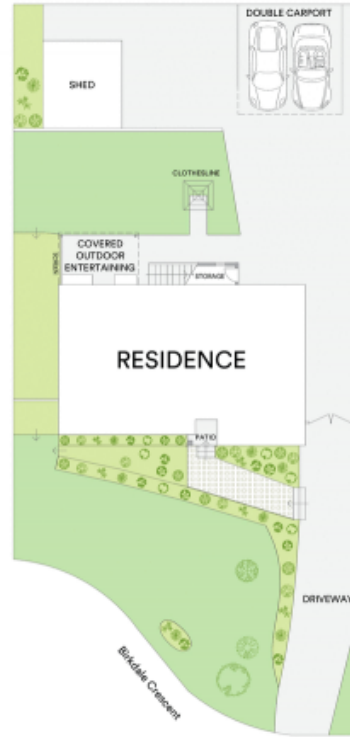 DOUBLE CARPORT
SHED
CLOTHESLINE
COVERED
OUTDOOR
ENTERTAINING
STORAGE
RESIDENCE
PATIO
DRIVEWAY
Birkdale Crescent